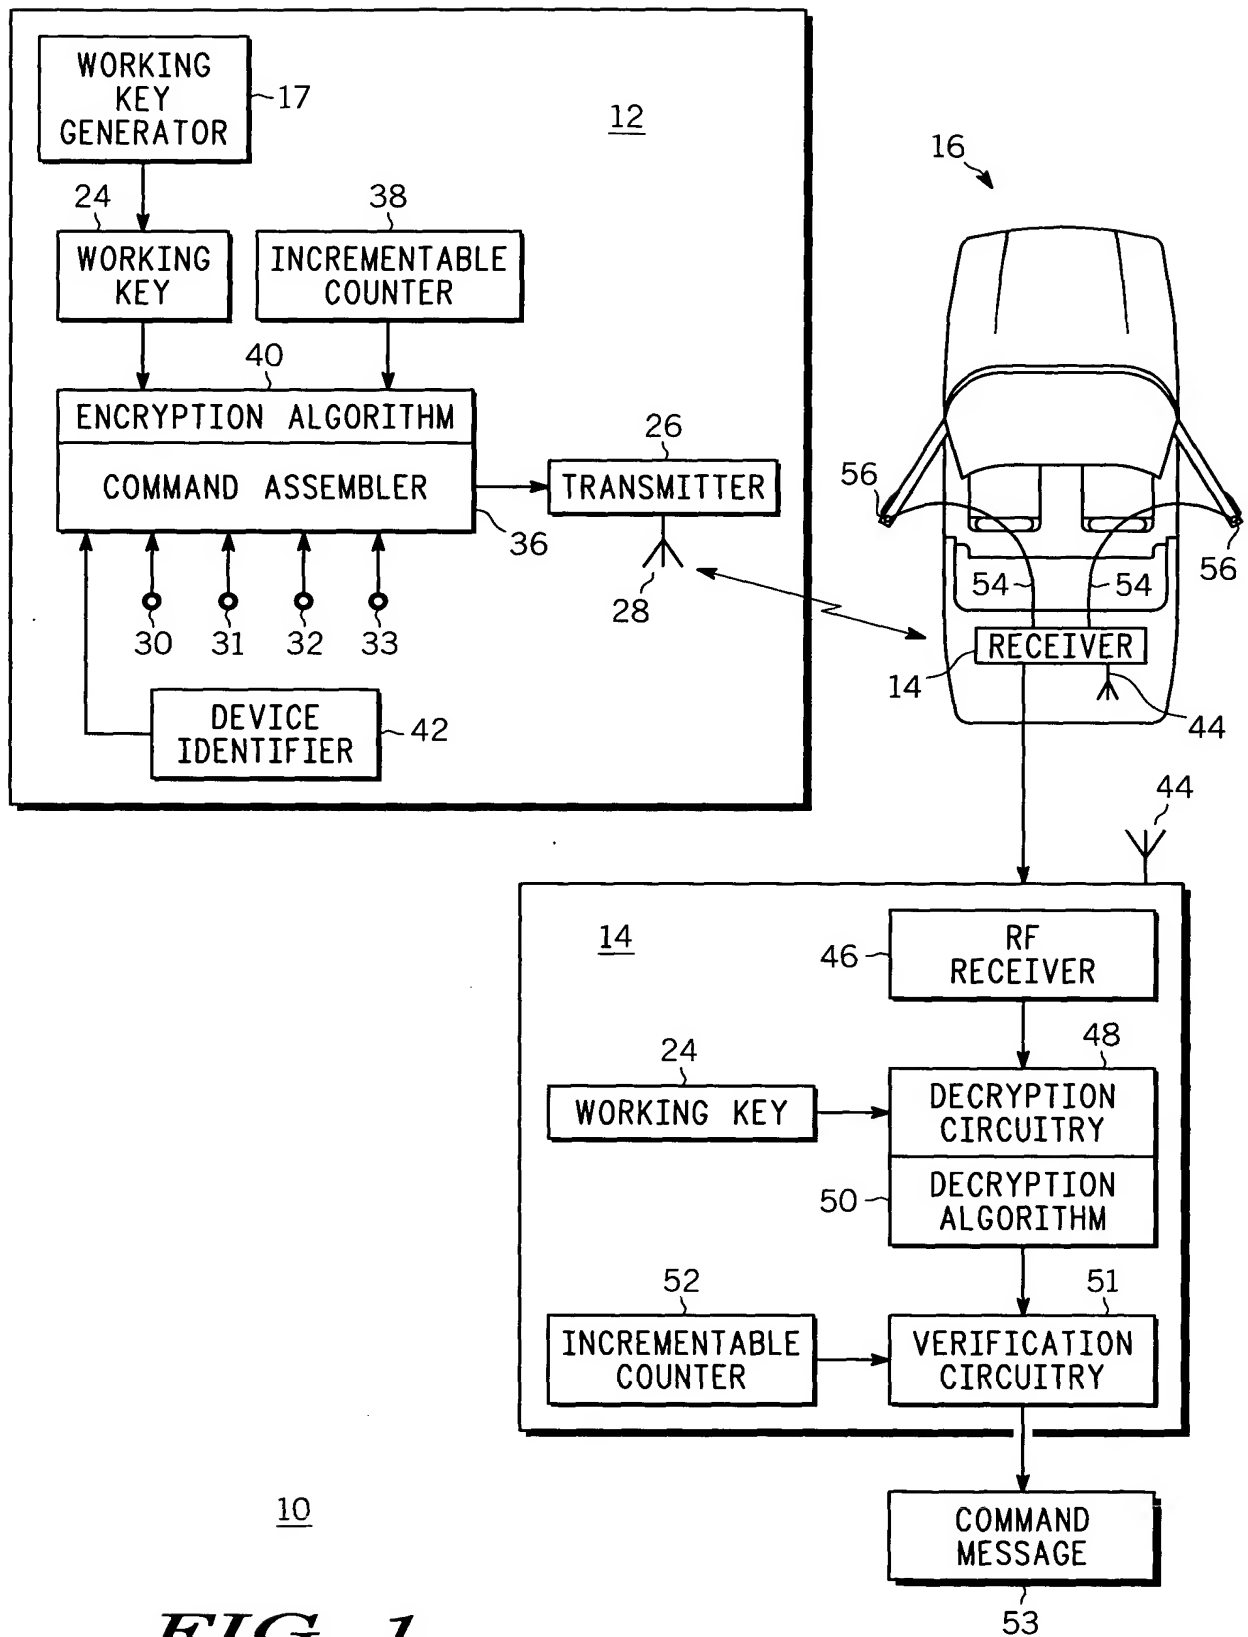 WORKING
KEY
GENERATOR
17
12
24
WORKING
KEY
38
INCREMENTABLE
COUNTER
40
ENCRYPTION ALGORITHM
COMMAND ASSEMBLER
36
26
TRANSMITTER
28
30
31
32
33
DEVICE
IDENTIFIER
42
16
56
56
54
54
RECEIVER
14
44
44
14
RF
RECEIVER
46
24
WORKING KEY
48
DECRYPTION
CIRCUITRY
DECRYPTION
ALGORITHM
50
52
INCREMENTABLE
COUNTER
51
VERIFICATION
CIRCUITRY
COMMAND
MESSAGE
53
10
FIG. 1